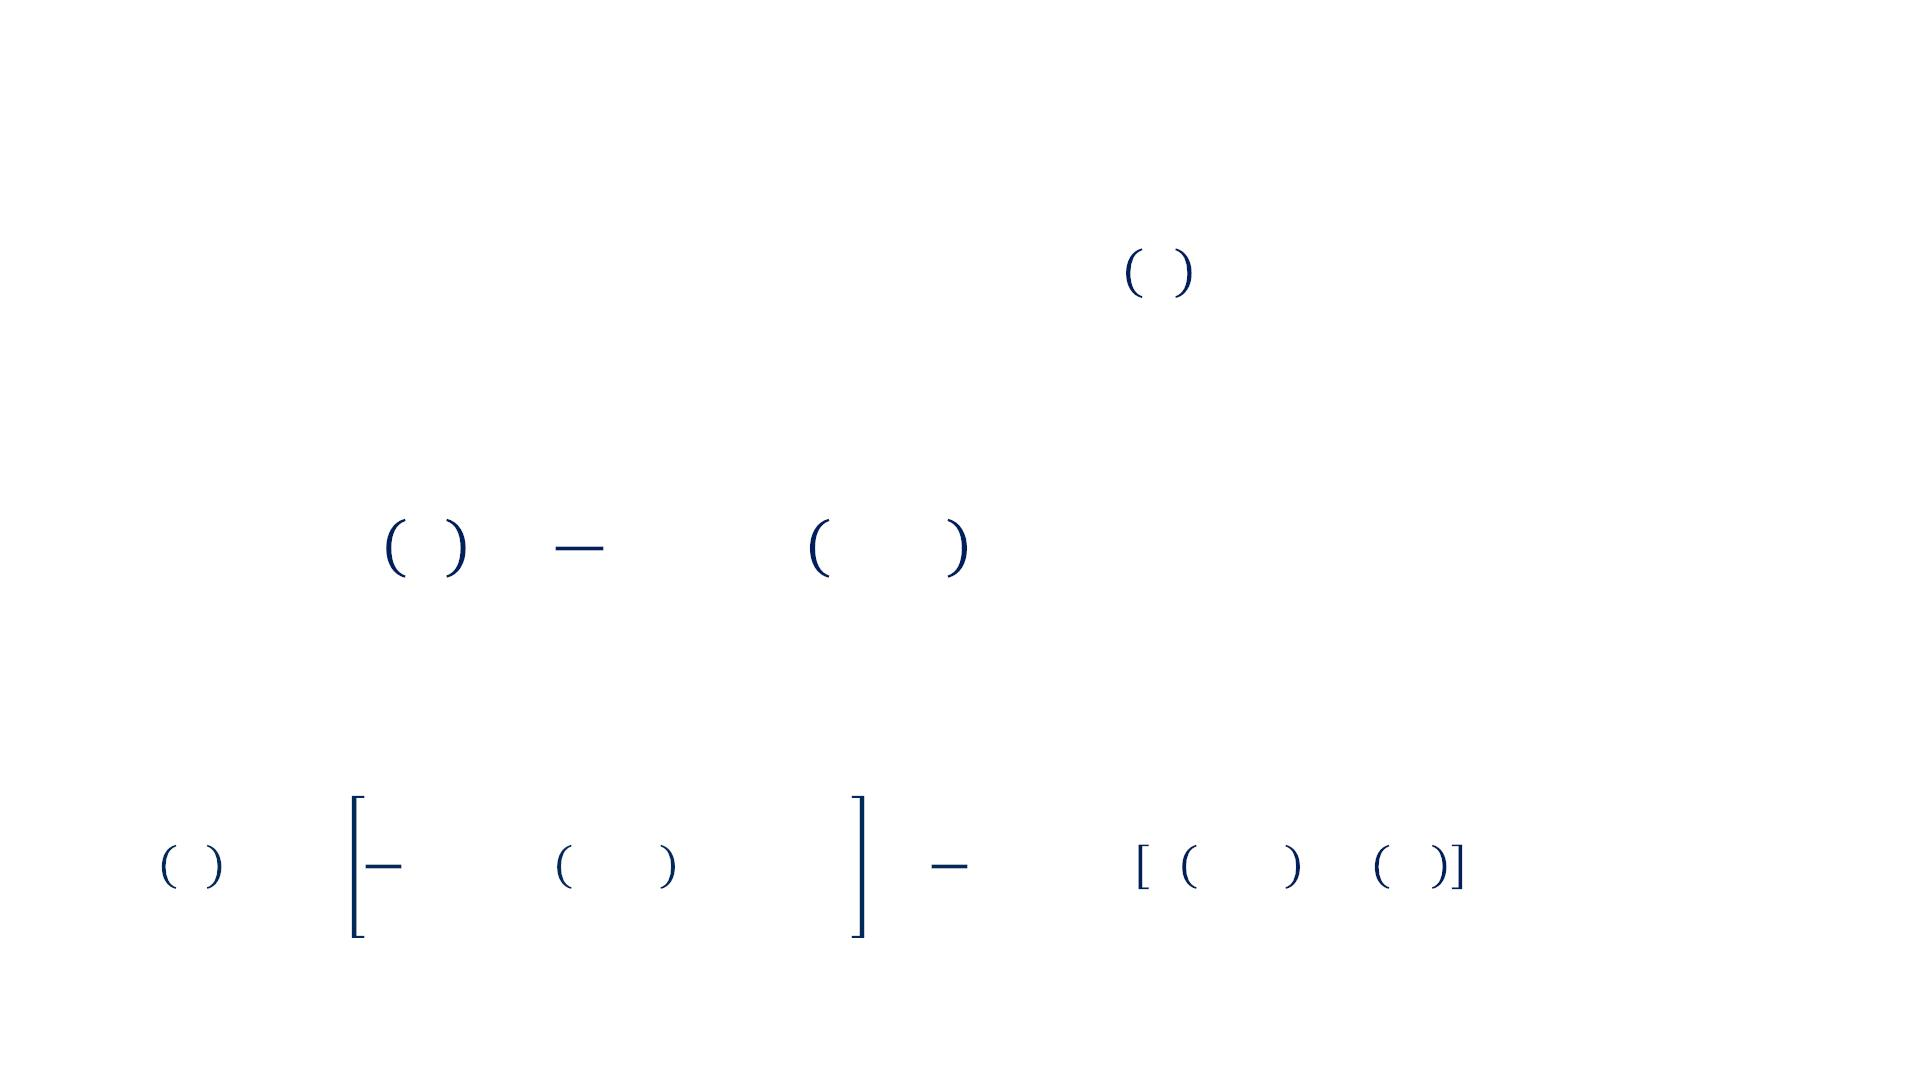 ( )
( ) — ( )
( ) [— ( ) ] — [ ( ) ( )]